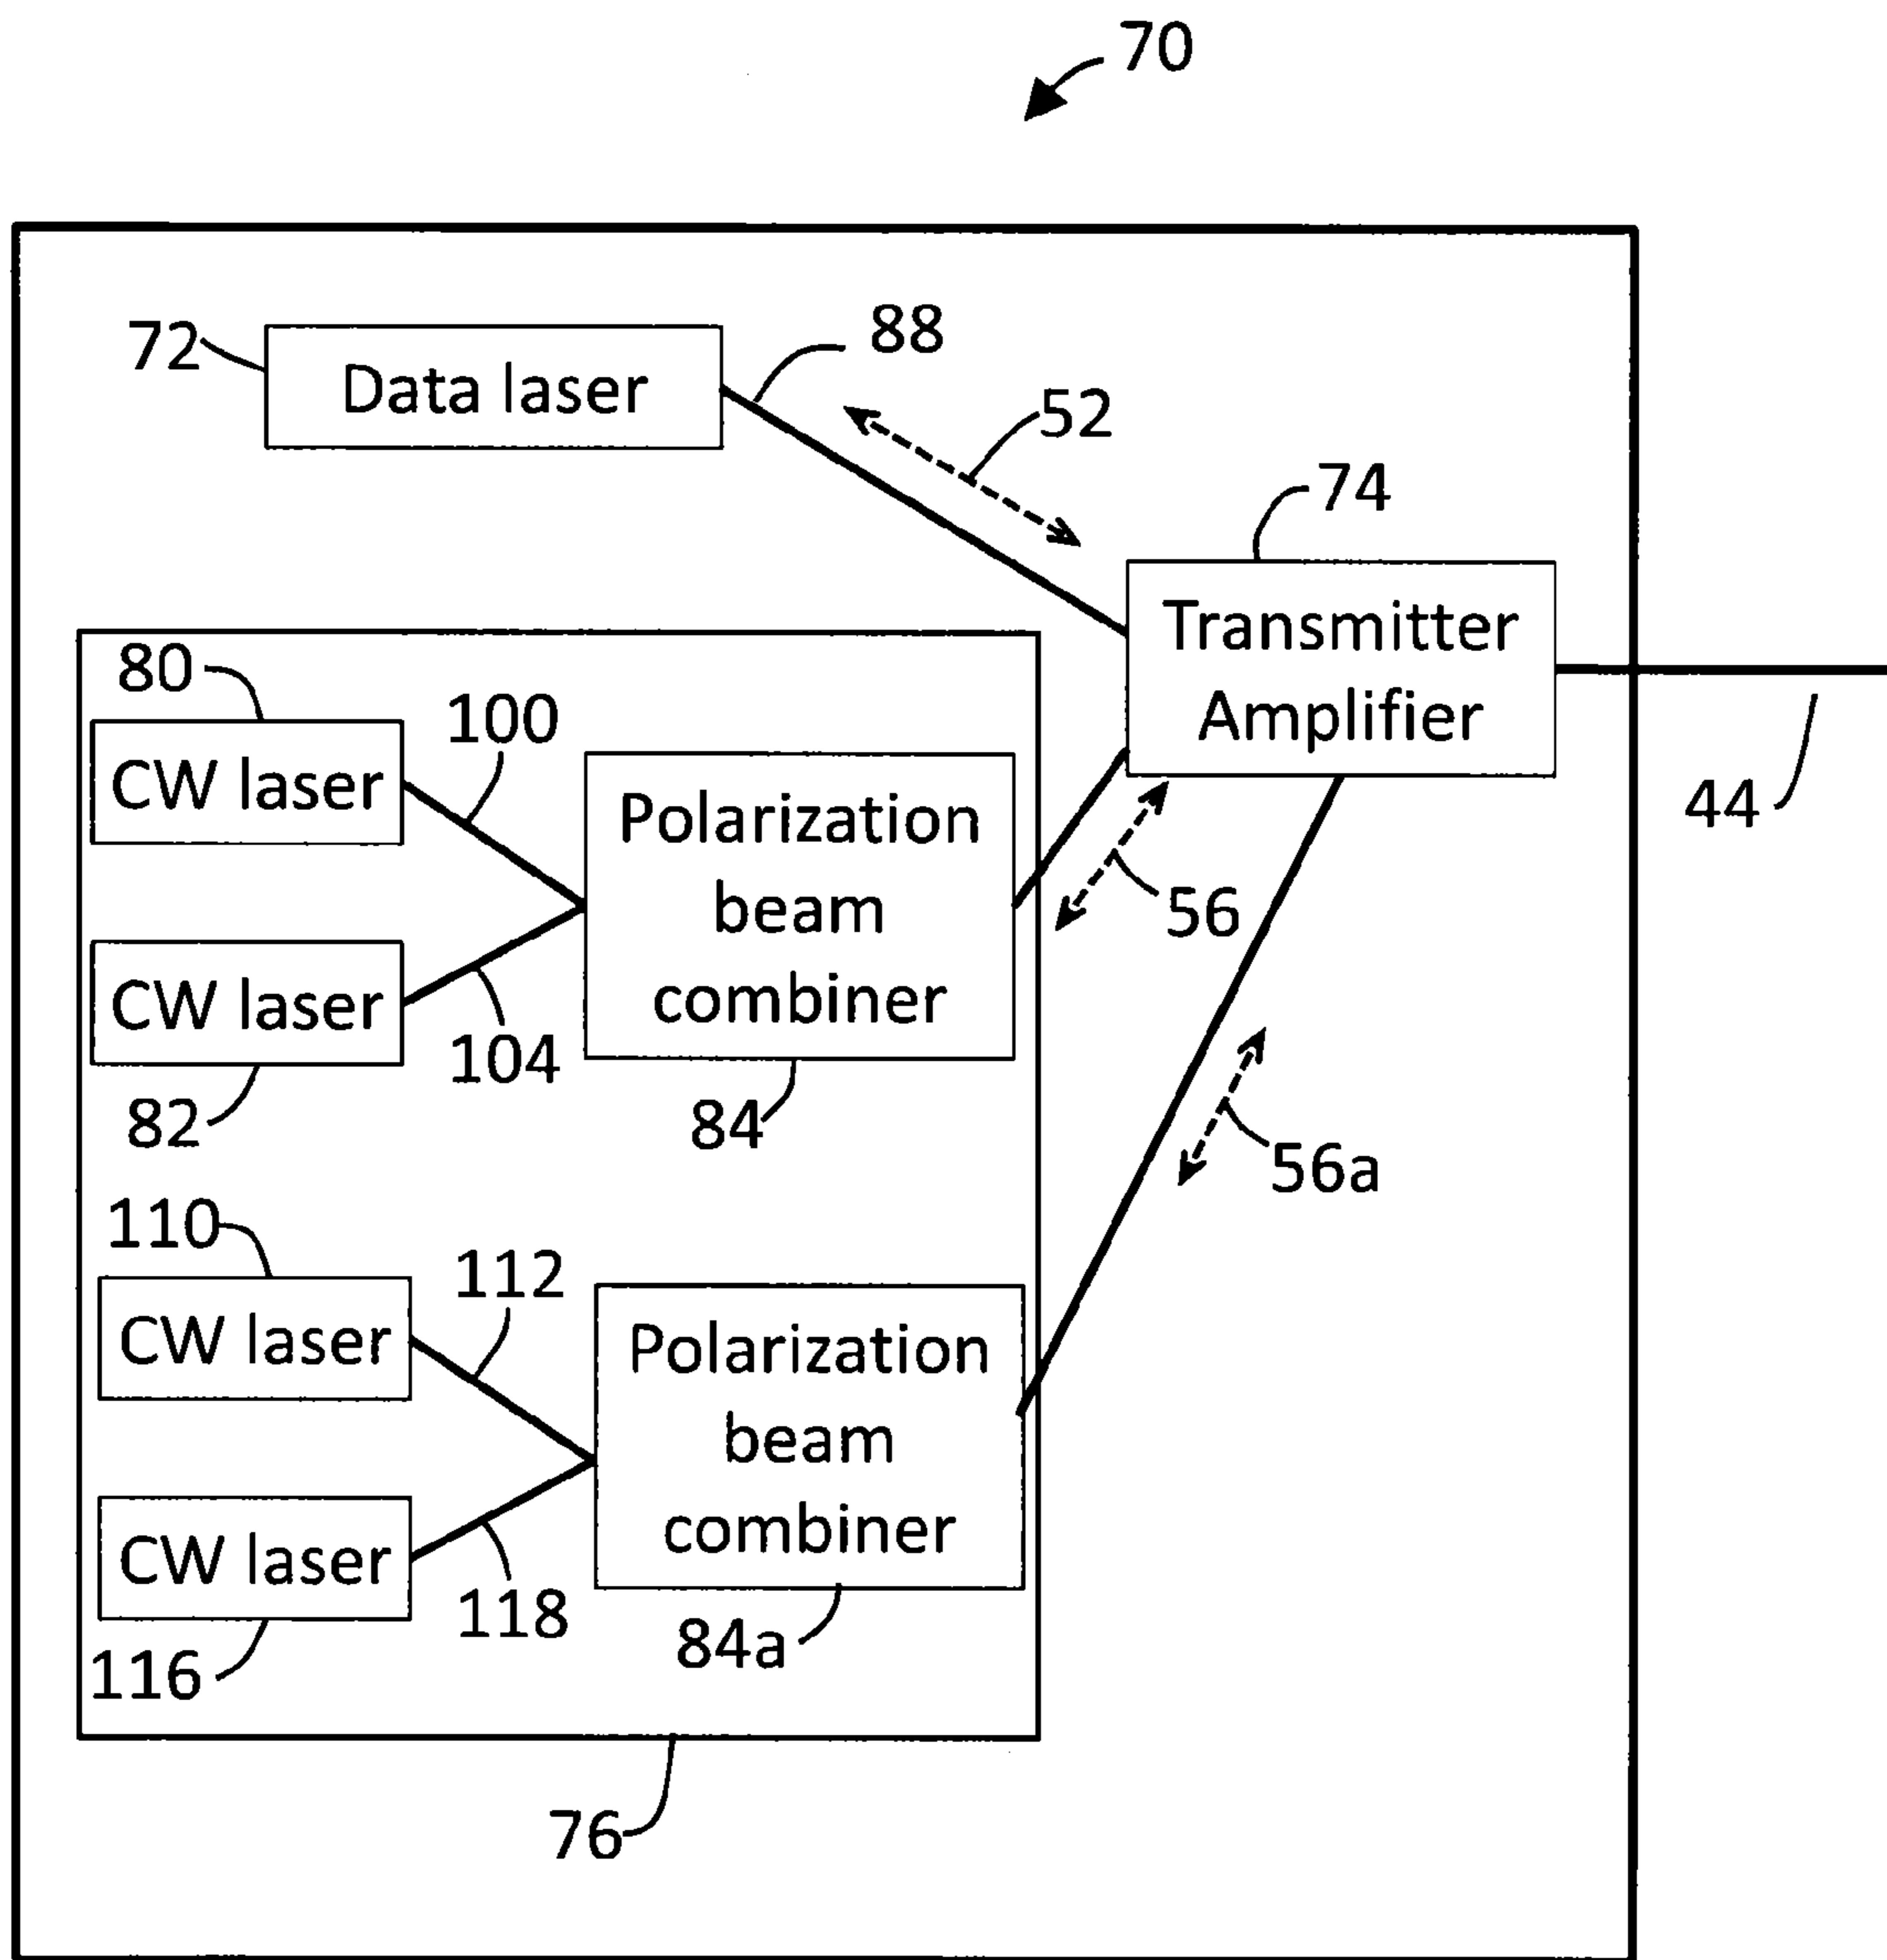 70
72
Data laser
88
52
74
Transmitter
Amplifier
44
80
CW laser
100
Polarization
beam
combiner
56
CW laser
104
82
84
56a
110
CW laser
112
Polarization
beam
combiner
CW laser
118
116
84a
76